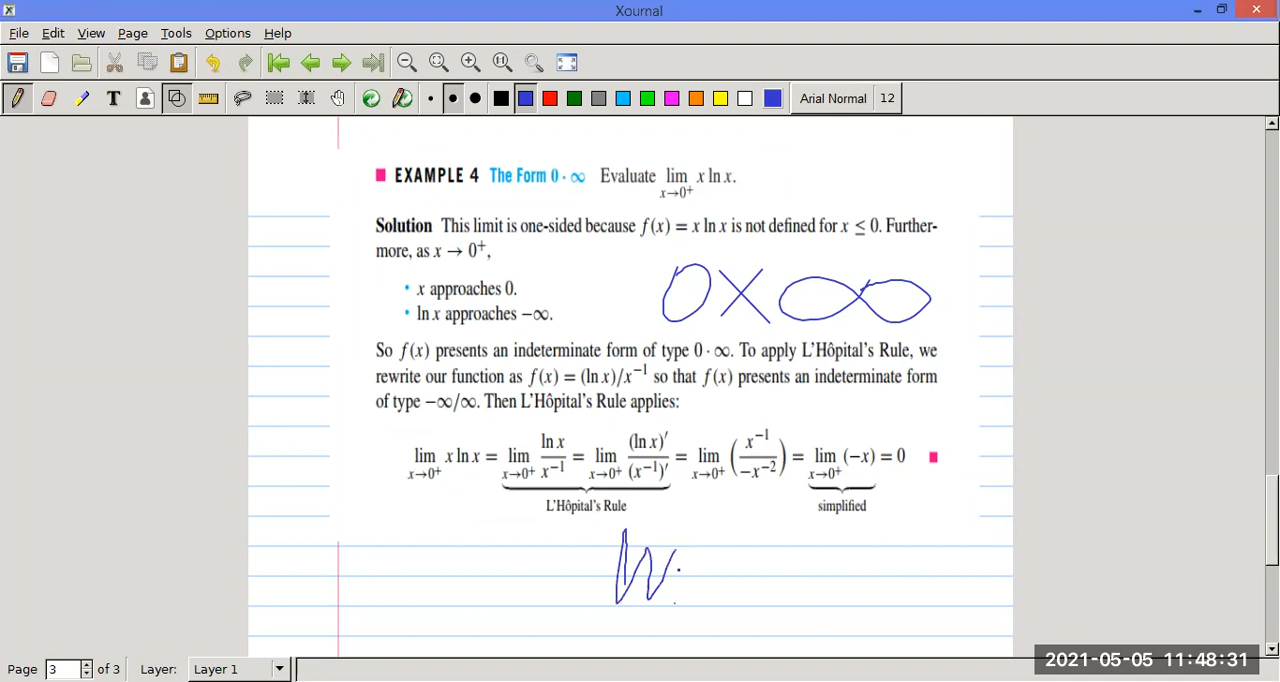 Xournal
File Edit View Page Tools Options Help
T Arial Normal 12
EXAMPLE 4 The Form 0 · ∞ Evaluate lim x→0⁺ x ln x.
Solution This limit is one-sided because f(x) = x ln x is not defined for x ≤ 0. Further-
more, as x → 0⁺,
• x approaches 0.
• ln x approaches −∞.
0 X ∞
So f(x) presents an indeterminate form of type 0 · ∞. To apply L'Hôpital's Rule, we
rewrite our function as f(x) = (ln x)/x⁻¹ so that f(x) presents an indeterminate form
of type −∞/∞. Then L'Hôpital's Rule applies:
lim x→0⁺ x ln x = lim x→0⁺ ln x / x⁻¹ = lim x→0⁺ (ln x)′ / (x⁻¹)′ = lim x→0⁺ (x⁻¹ / −x⁻²) = lim x→0⁺ (−x) = 0
L'Hôpital's Rule simplified
Page 3 of 3 Layer: Layer 1
2021-05-05 11:48:31